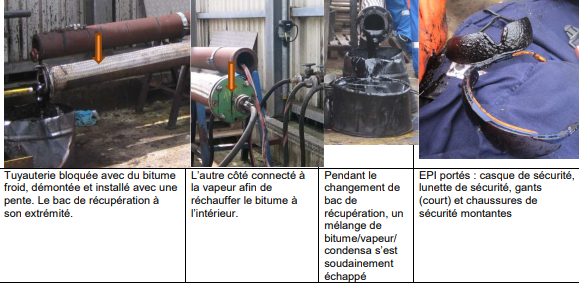 Tuyauterie bloquée avec du bitume
froid, démontée et installé avec une
pente. Le bac de récupération à
son extrémité.
L'autre côté connecté à
la vapeur afin de
réchauffer le bitume à
l'intérieur.
Pendant le
changement de
bac de
récupération, un
mélange de
bitume/vapeur/
condensa s'est
soudainement
échappé
EPI portés : casque de sécurité,
lunette de sécurité, gants
(court) et chaussures de
sécurité montantes